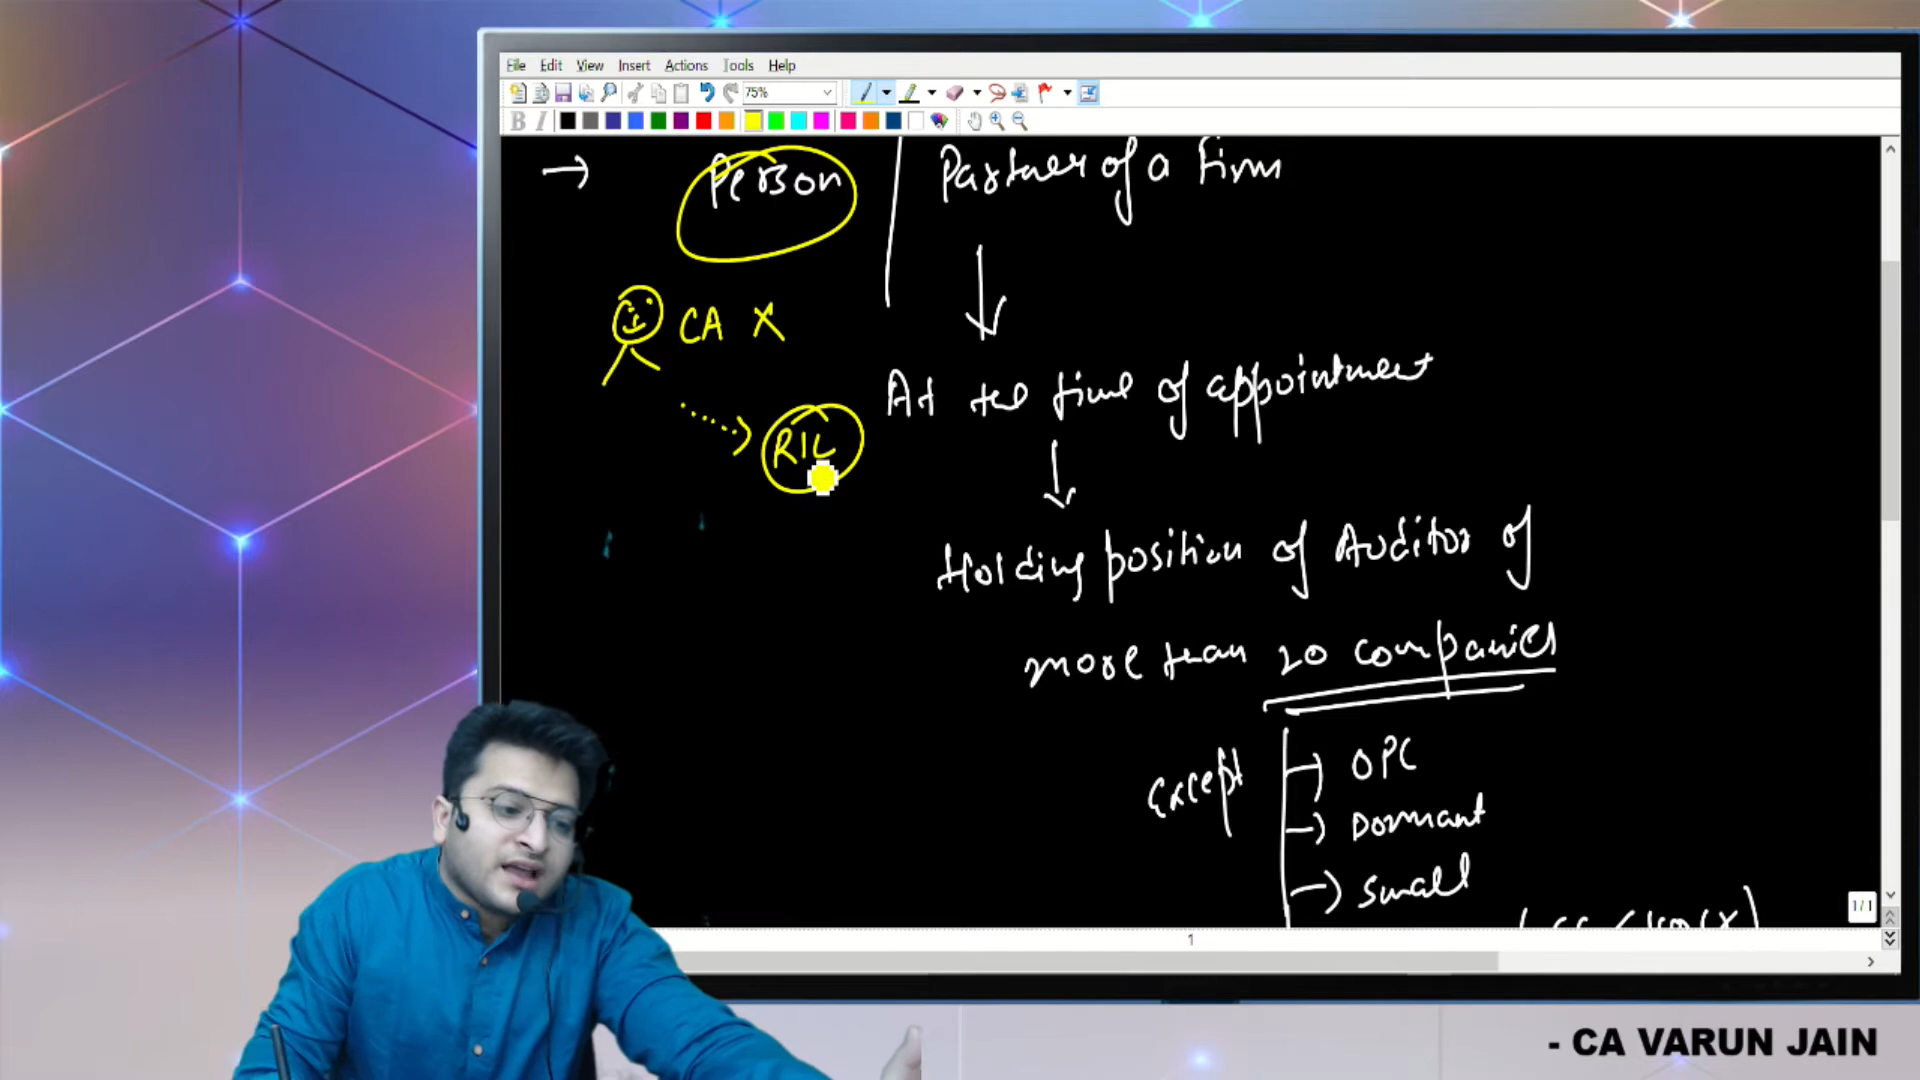 File Edit View Insert Actions Tools Help
75%
B I
→ Person Partner of a firm
CA X
At the time of appointment
RIL
Holding position of Auditor of
more than 20 companies
Except → OPC
→ Dormant
→ Small
1/1
1
- CA VARUN JAIN